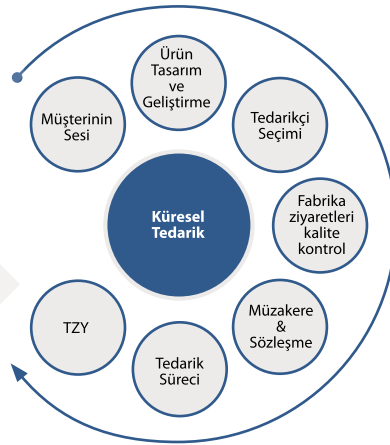 Müşterinin
Sesi
Ürün
Tasarım
ve
Geliştirme
Tedarikçi
Seçimi
Fabrika
ziyaretleri
kalite
kontrol
Müzakere
&
Sözleşme
Tedarik
Süreci
TZY
Küresel
Tedarik